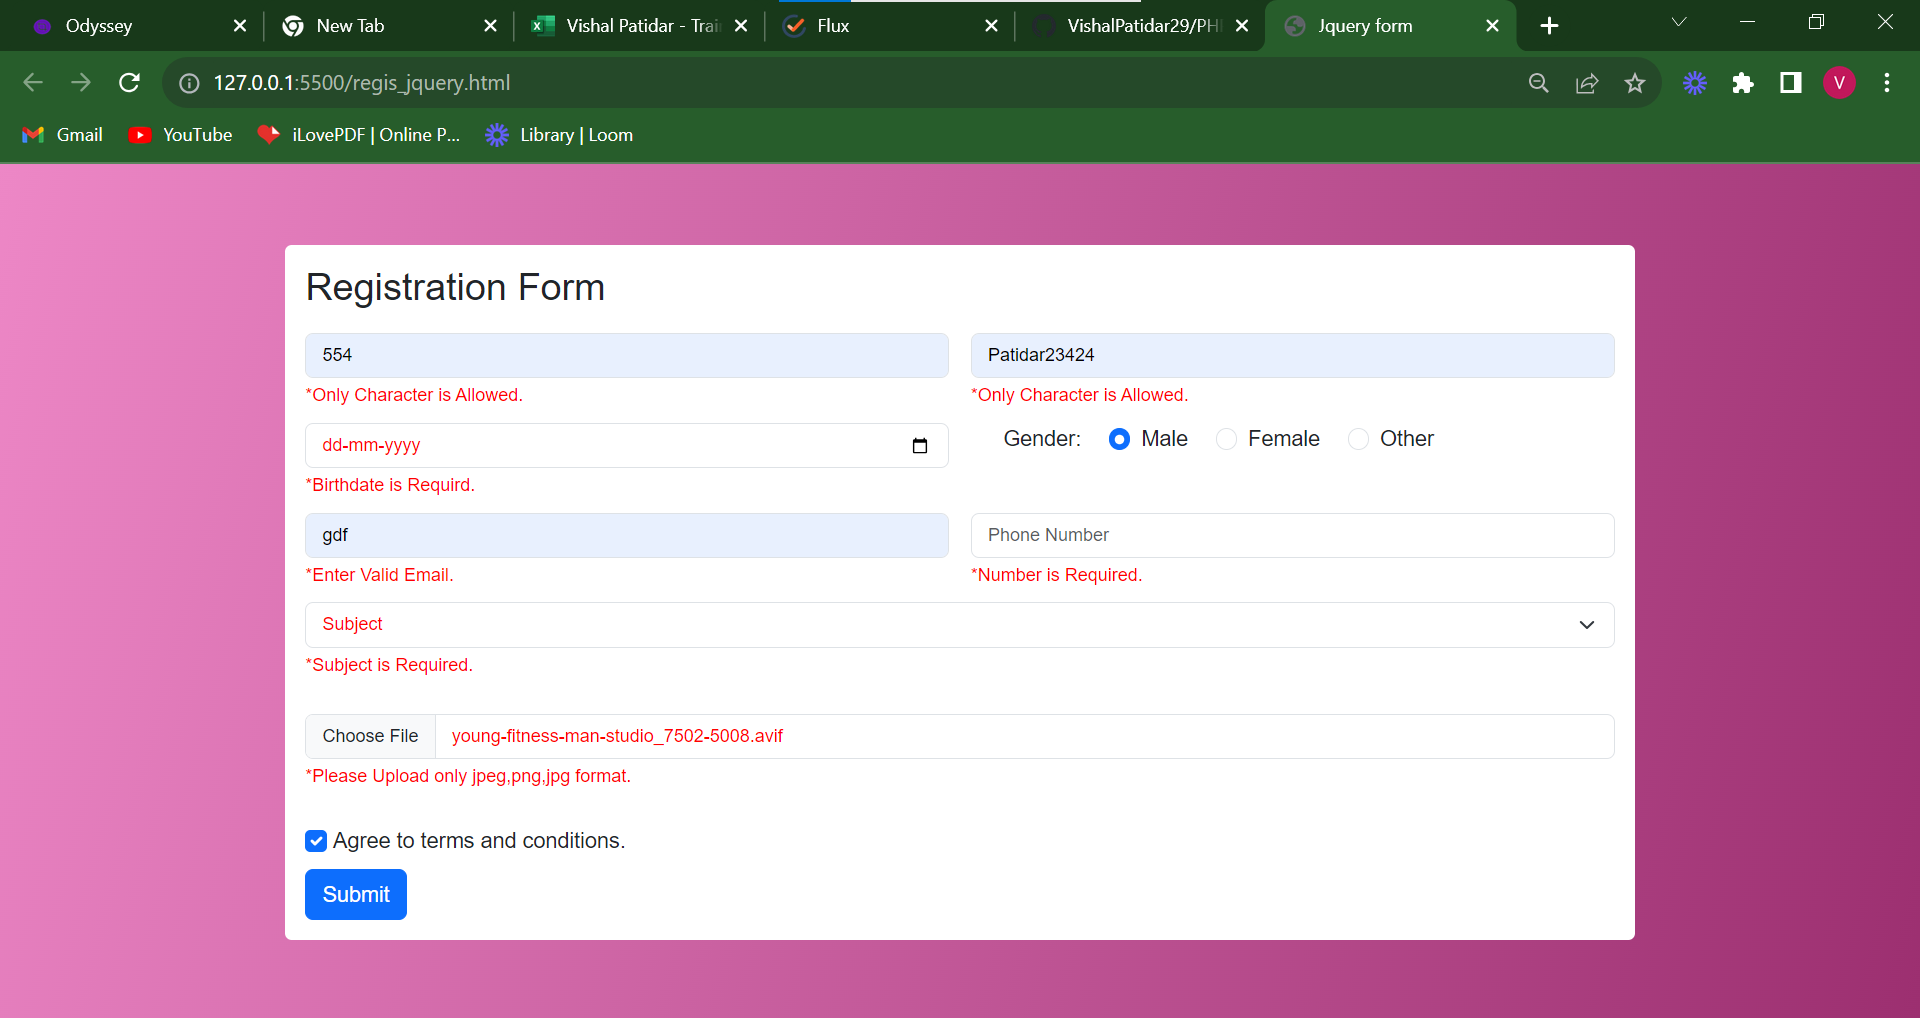 Odyssey New Tab Vishal Patidar - Trai Flux VishalPatidar29/PH Jquery form
127.0.0.1:5500/regis_jquery.html V
Gmail YouTube iLovePDF | Online P... Library | Loom
Registration Form
554 Patidar23424
*Only Character is Allowed. *Only Character is Allowed.
dd-mm-yyyy Gender: Male Female Other
*Birthdate is Requird.
gdf Phone Number
*Enter Valid Email. *Number is Required.
Subject
*Subject is Required.
Choose File young-fitness-man-studio_7502-5008.avif
*Please Upload only jpeg,png,jpg format.
Agree to terms and conditions.
Submit